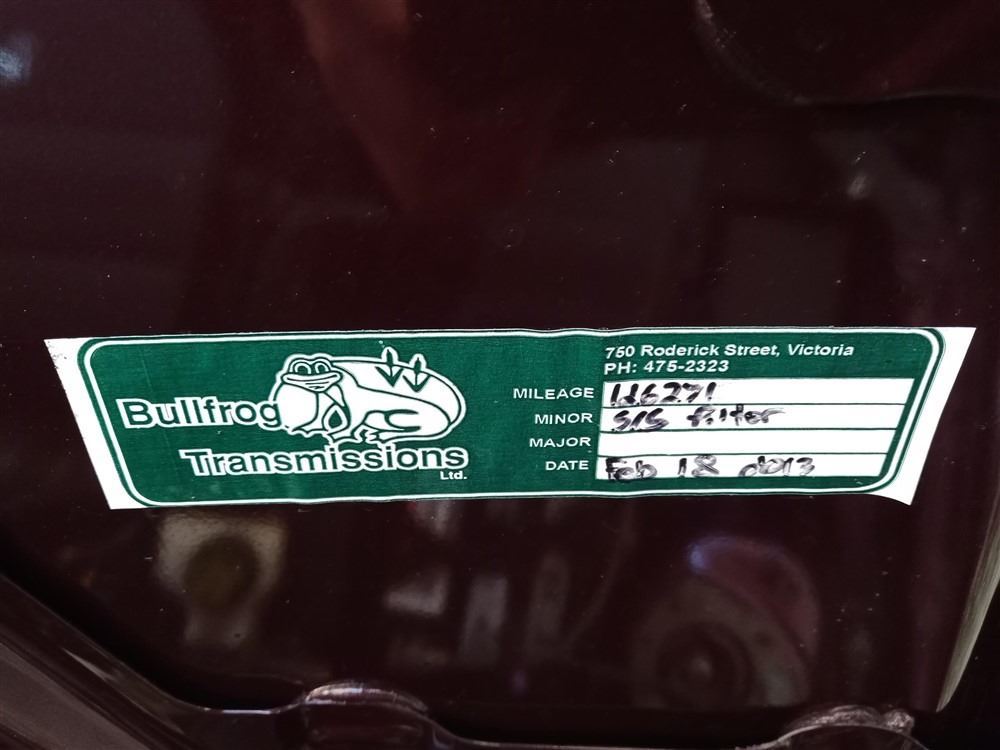 Bullfrog
Transmissions
Ltd.
750 Roderick Street, Victoria
PH: 475-2323
MILEAGE 116271
MINOR SIS filter
MAJOR
DATE Feb 18 2013